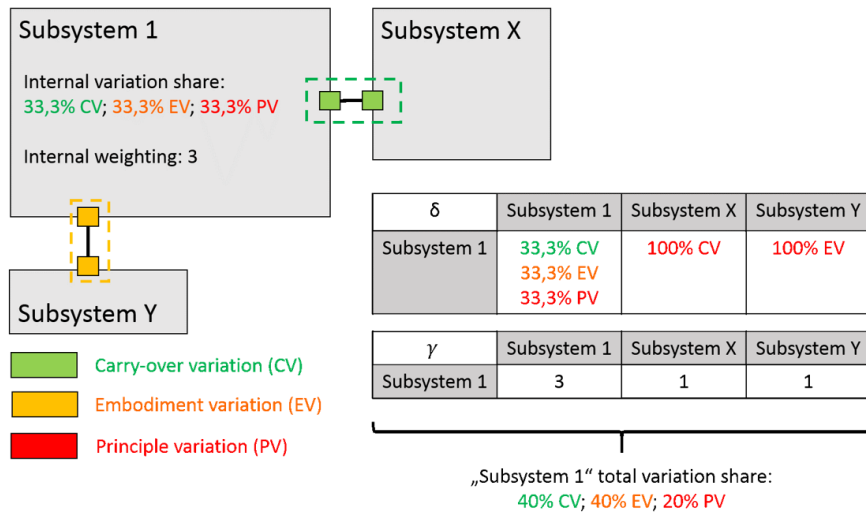 Subsystem 1
Internal variation share:
33,3% CV; 33,3% EV; 33,3% PV
Internal weighting: 3
Subsystem X
Subsystem Y
Carry-over variation (CV)
Embodiment variation (EV)
Principle variation (PV)
δ Subsystem 1 Subsystem X Subsystem Y
Subsystem 1 33,3% CV 100% CV 100% EV
33,3% EV
33,3% PV
γ Subsystem 1 Subsystem X Subsystem Y
Subsystem 1 3 1 1
„Subsystem 1“ total variation share:
40% CV; 40% EV; 20% PV